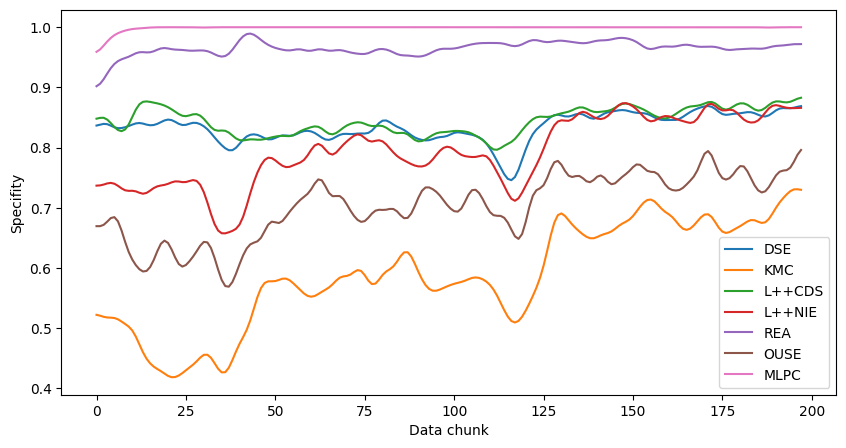 1.0
0.9
0.8
0.7
0.6
0.5
0.4
Specifity
0
25
50
75
100
125
150
175
200
Data chunk
DSE
KMC
L++CDS
L++NIE
REA
OUSE
MLPC